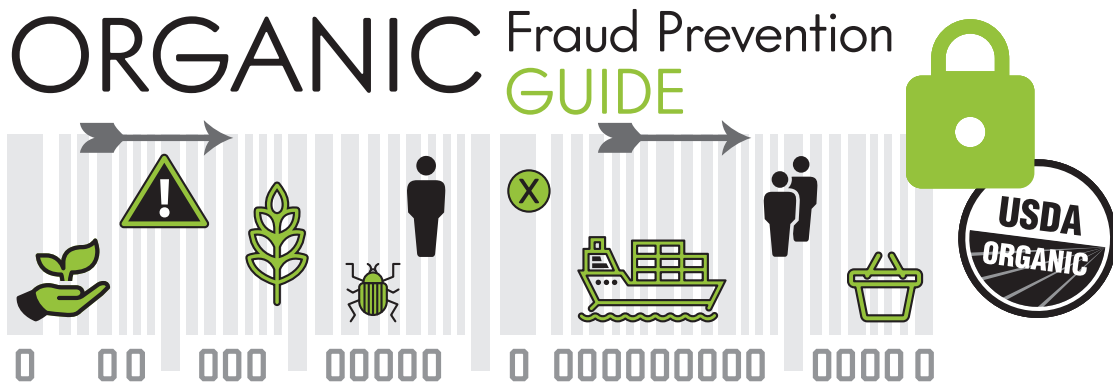 ORGANIC Fraud Prevention
GUIDE
!
X
USDA
ORGANIC
0 00 000 00000 0 000000000 0000 0